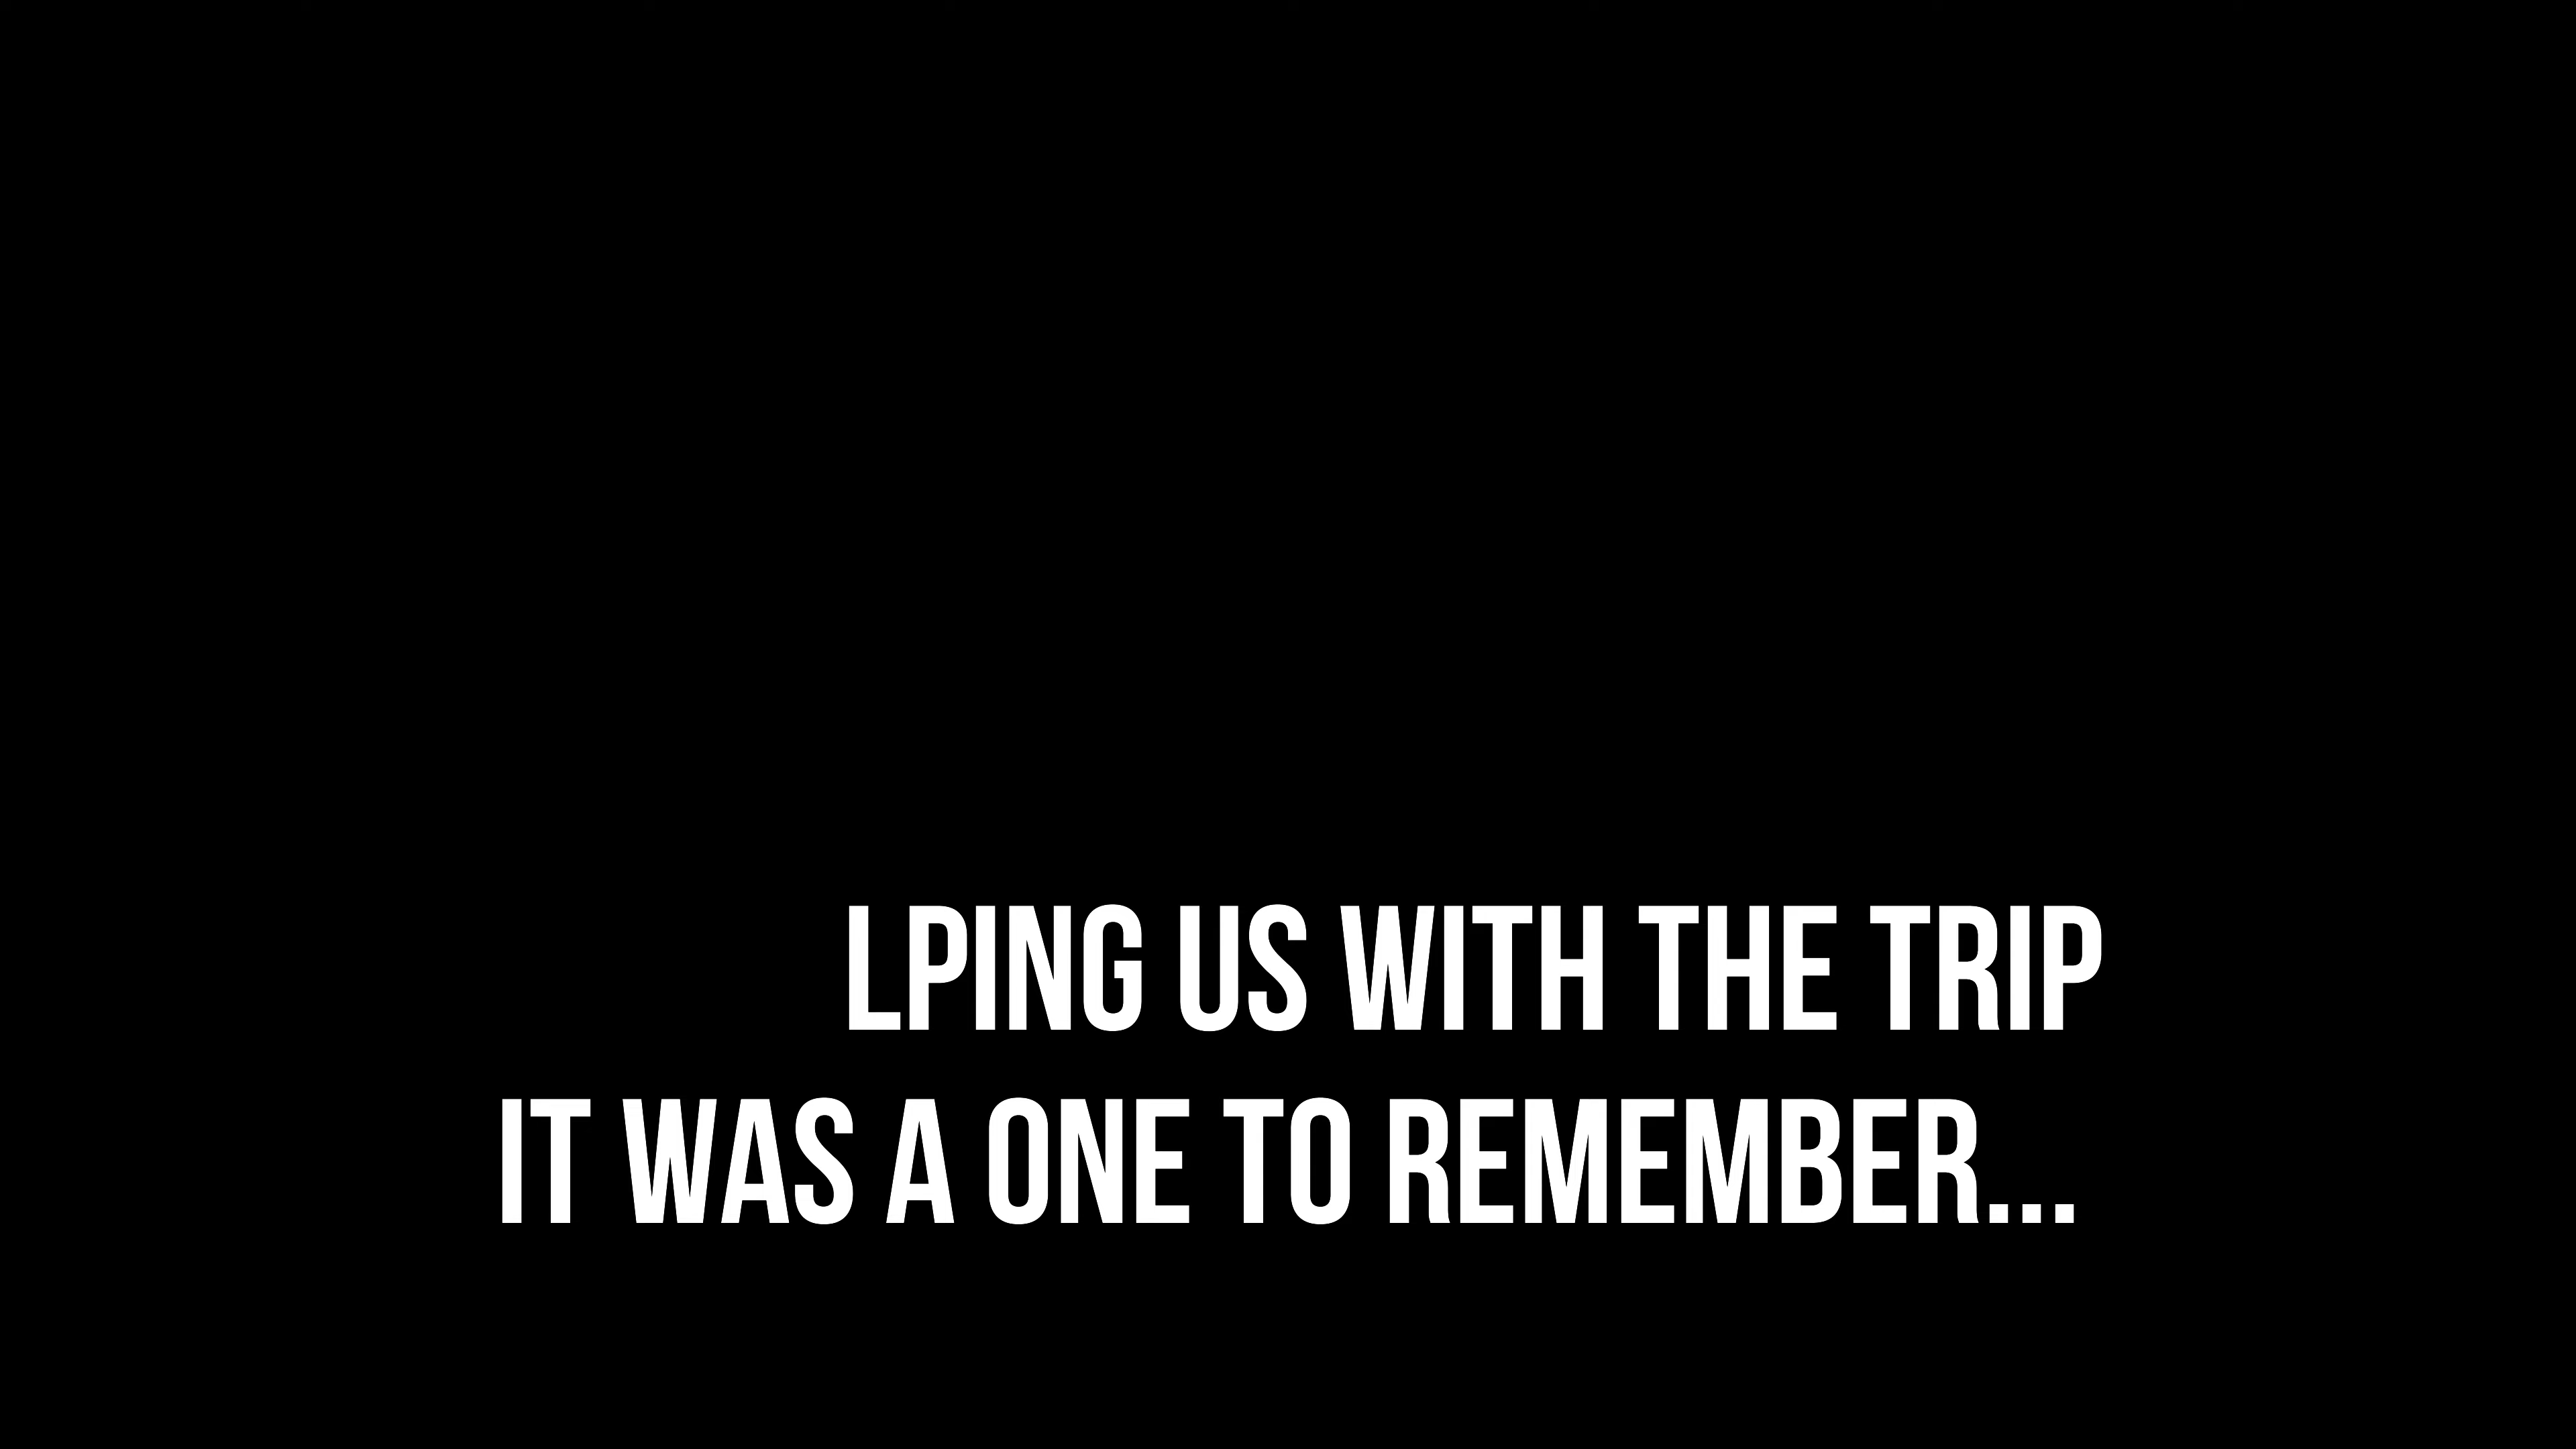 LPING US WITH THE TRIP
IT WAS A ONE TO REMEMBER...